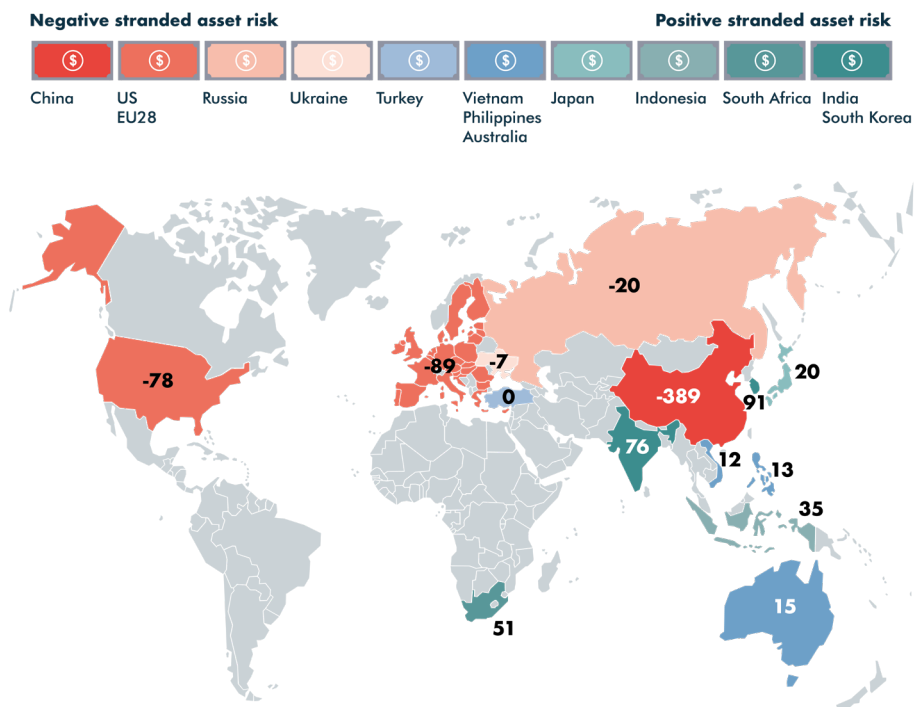 Negative stranded asset risk
Positive stranded asset risk
$ $ $ $ $ $ $ $ $ $
China
US
EU28
Russia
Ukraine
Turkey
Vietnam
Philippines
Australia
Japan
Indonesia
South Africa
India
South Korea
-20
-7
-89
-78
0
-389
20
91
76
12
13
35
15
51